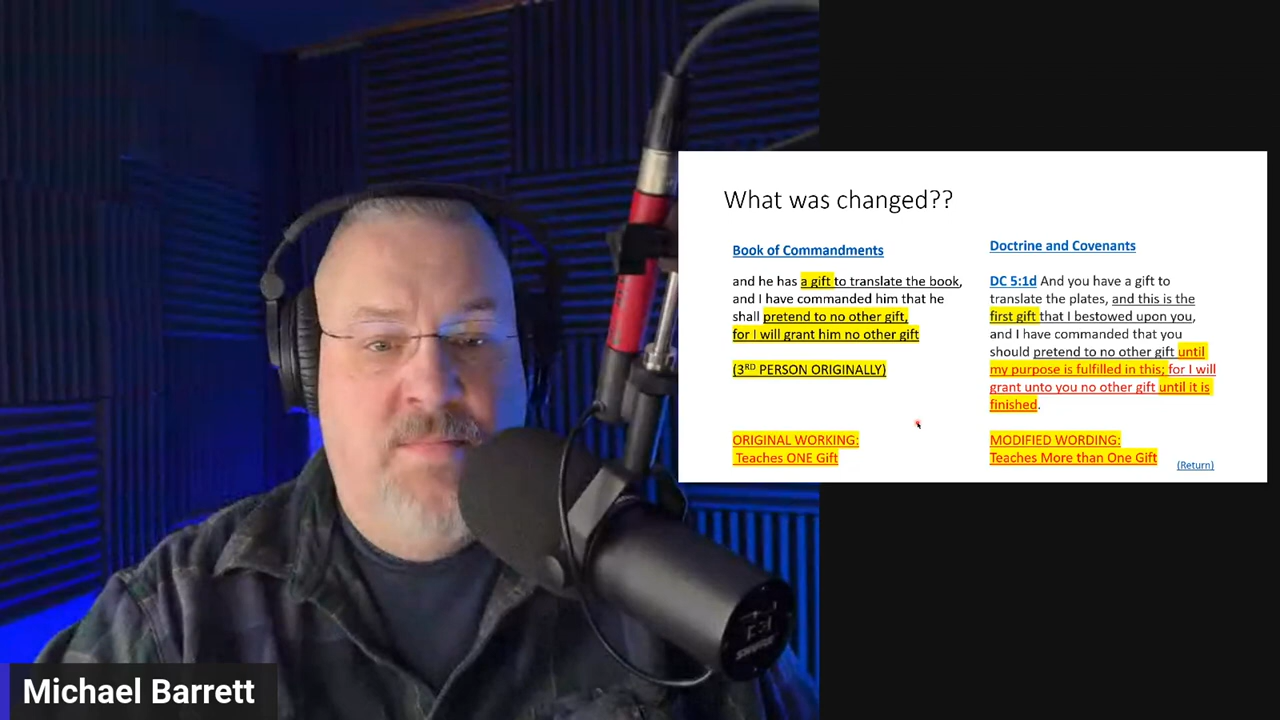 What was changed??
Book of Commandments
and he has a gift to translate the book,
and I have commanded him that he
shall pretend to no other gift,
for I will grant him no other gift
(3RD PERSON ORIGINALLY)
ORIGINAL WORKING:
Teaches ONE Gift
Doctrine and Covenants
DC 5:1d And you have a gift to
translate the plates, and this is the
first gift that I bestowed upon you,
and I have commanded that you
should pretend to no other gift until
my purpose is fulfilled in this; for I will
grant unto you no other gift until it is
finished.
MODIFIED WORDING:
Teaches More than One Gift
(Return)
SHURE
Michael Barrett